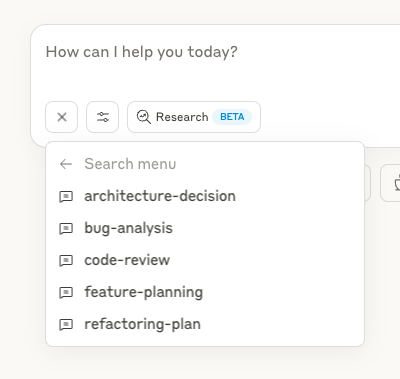 How can I help you today?
Research BETA
Search menu
architecture-decision
bug-analysis
code-review
feature-planning
refactoring-plan